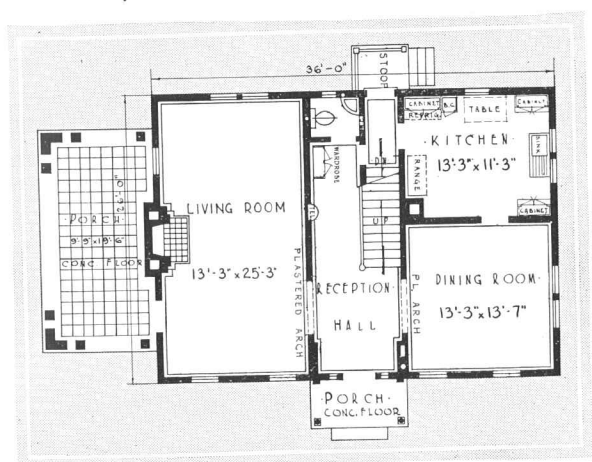 36'-0"
STOOP
CABINET
B.C.
TABLE
CABINET
REFRIG
KITCHEN
13'-3" x 11'-3"
SINK
RANGE
CABINET
WARDROBE
DN
UP
TEL
LIVING ROOM
13'-3" x 25'-3"
PORCH
9'-9" x 19'-6"
CONC. FLOOR
PLASTERED ARCH
RECEPTION
HALL
PL. ARCH
DINING ROOM
13'-3" x 13'-7"
PORCH
CONC. FLOOR